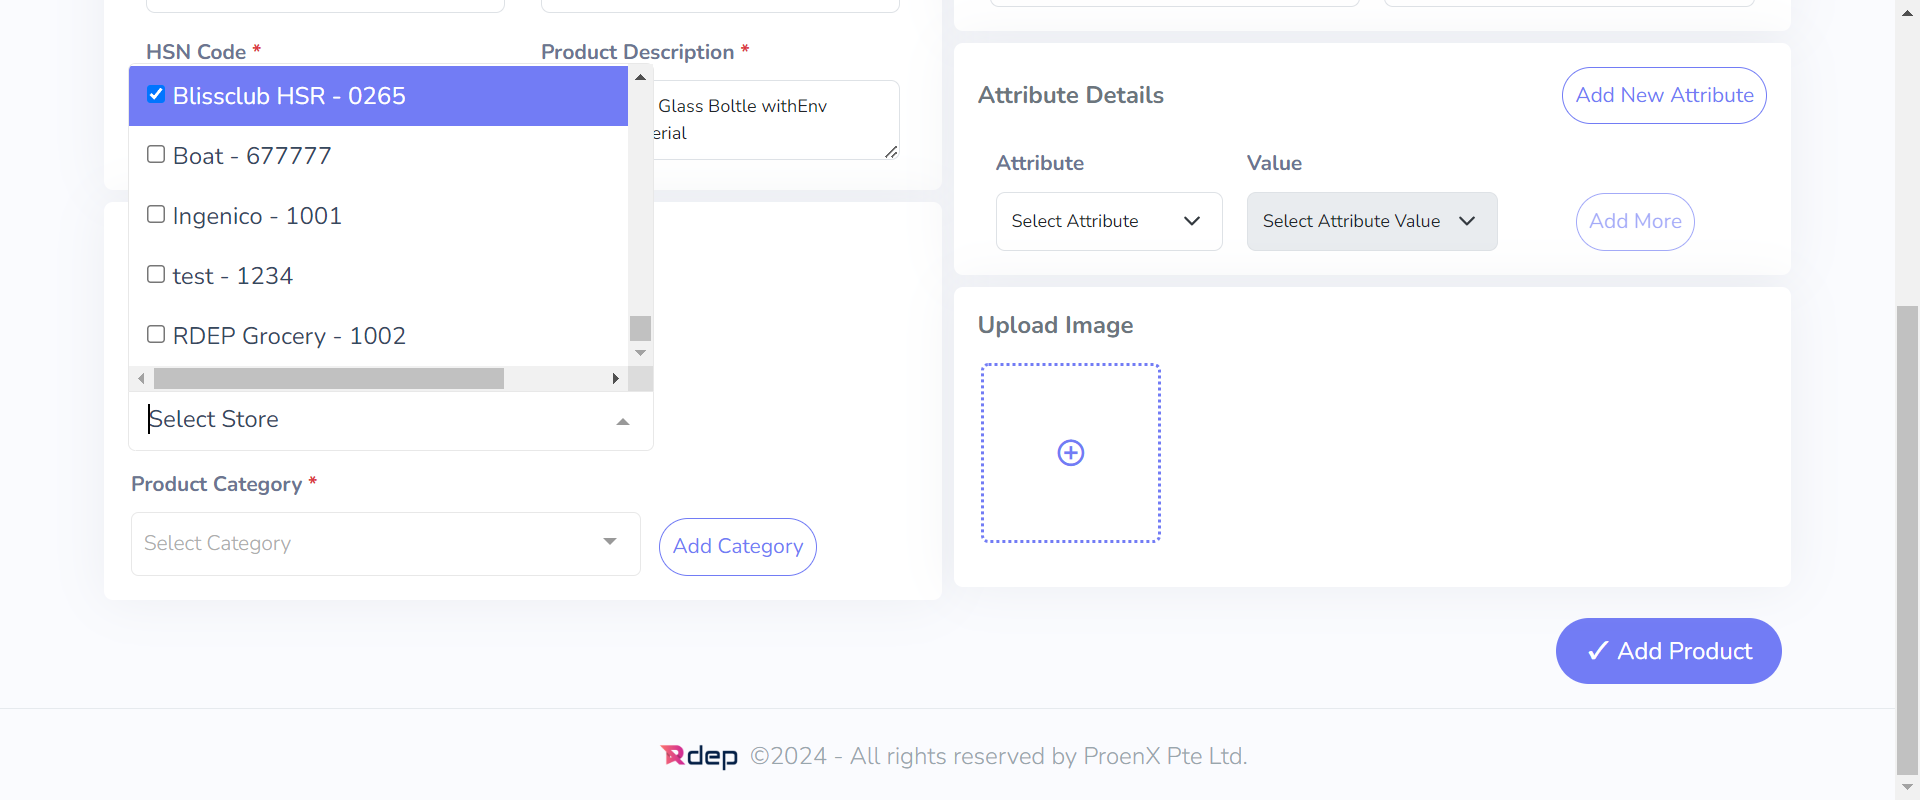 HSN Code *
Product Description *
Blissclub HSR - 0265
Boat - 677777
Ingenico - 1001
test - 1234
RDEP Grocery - 1002
Select Store
Glass Boltle withEnv
erial
Product Category *
Select Category
Add Category
Attribute Details
Add New Attribute
Attribute
Value
Select Attribute
Select Attribute Value
Add More
Upload Image
✓ Add Product
Rdep ©2024 - All rights reserved by ProenX Pte Ltd.